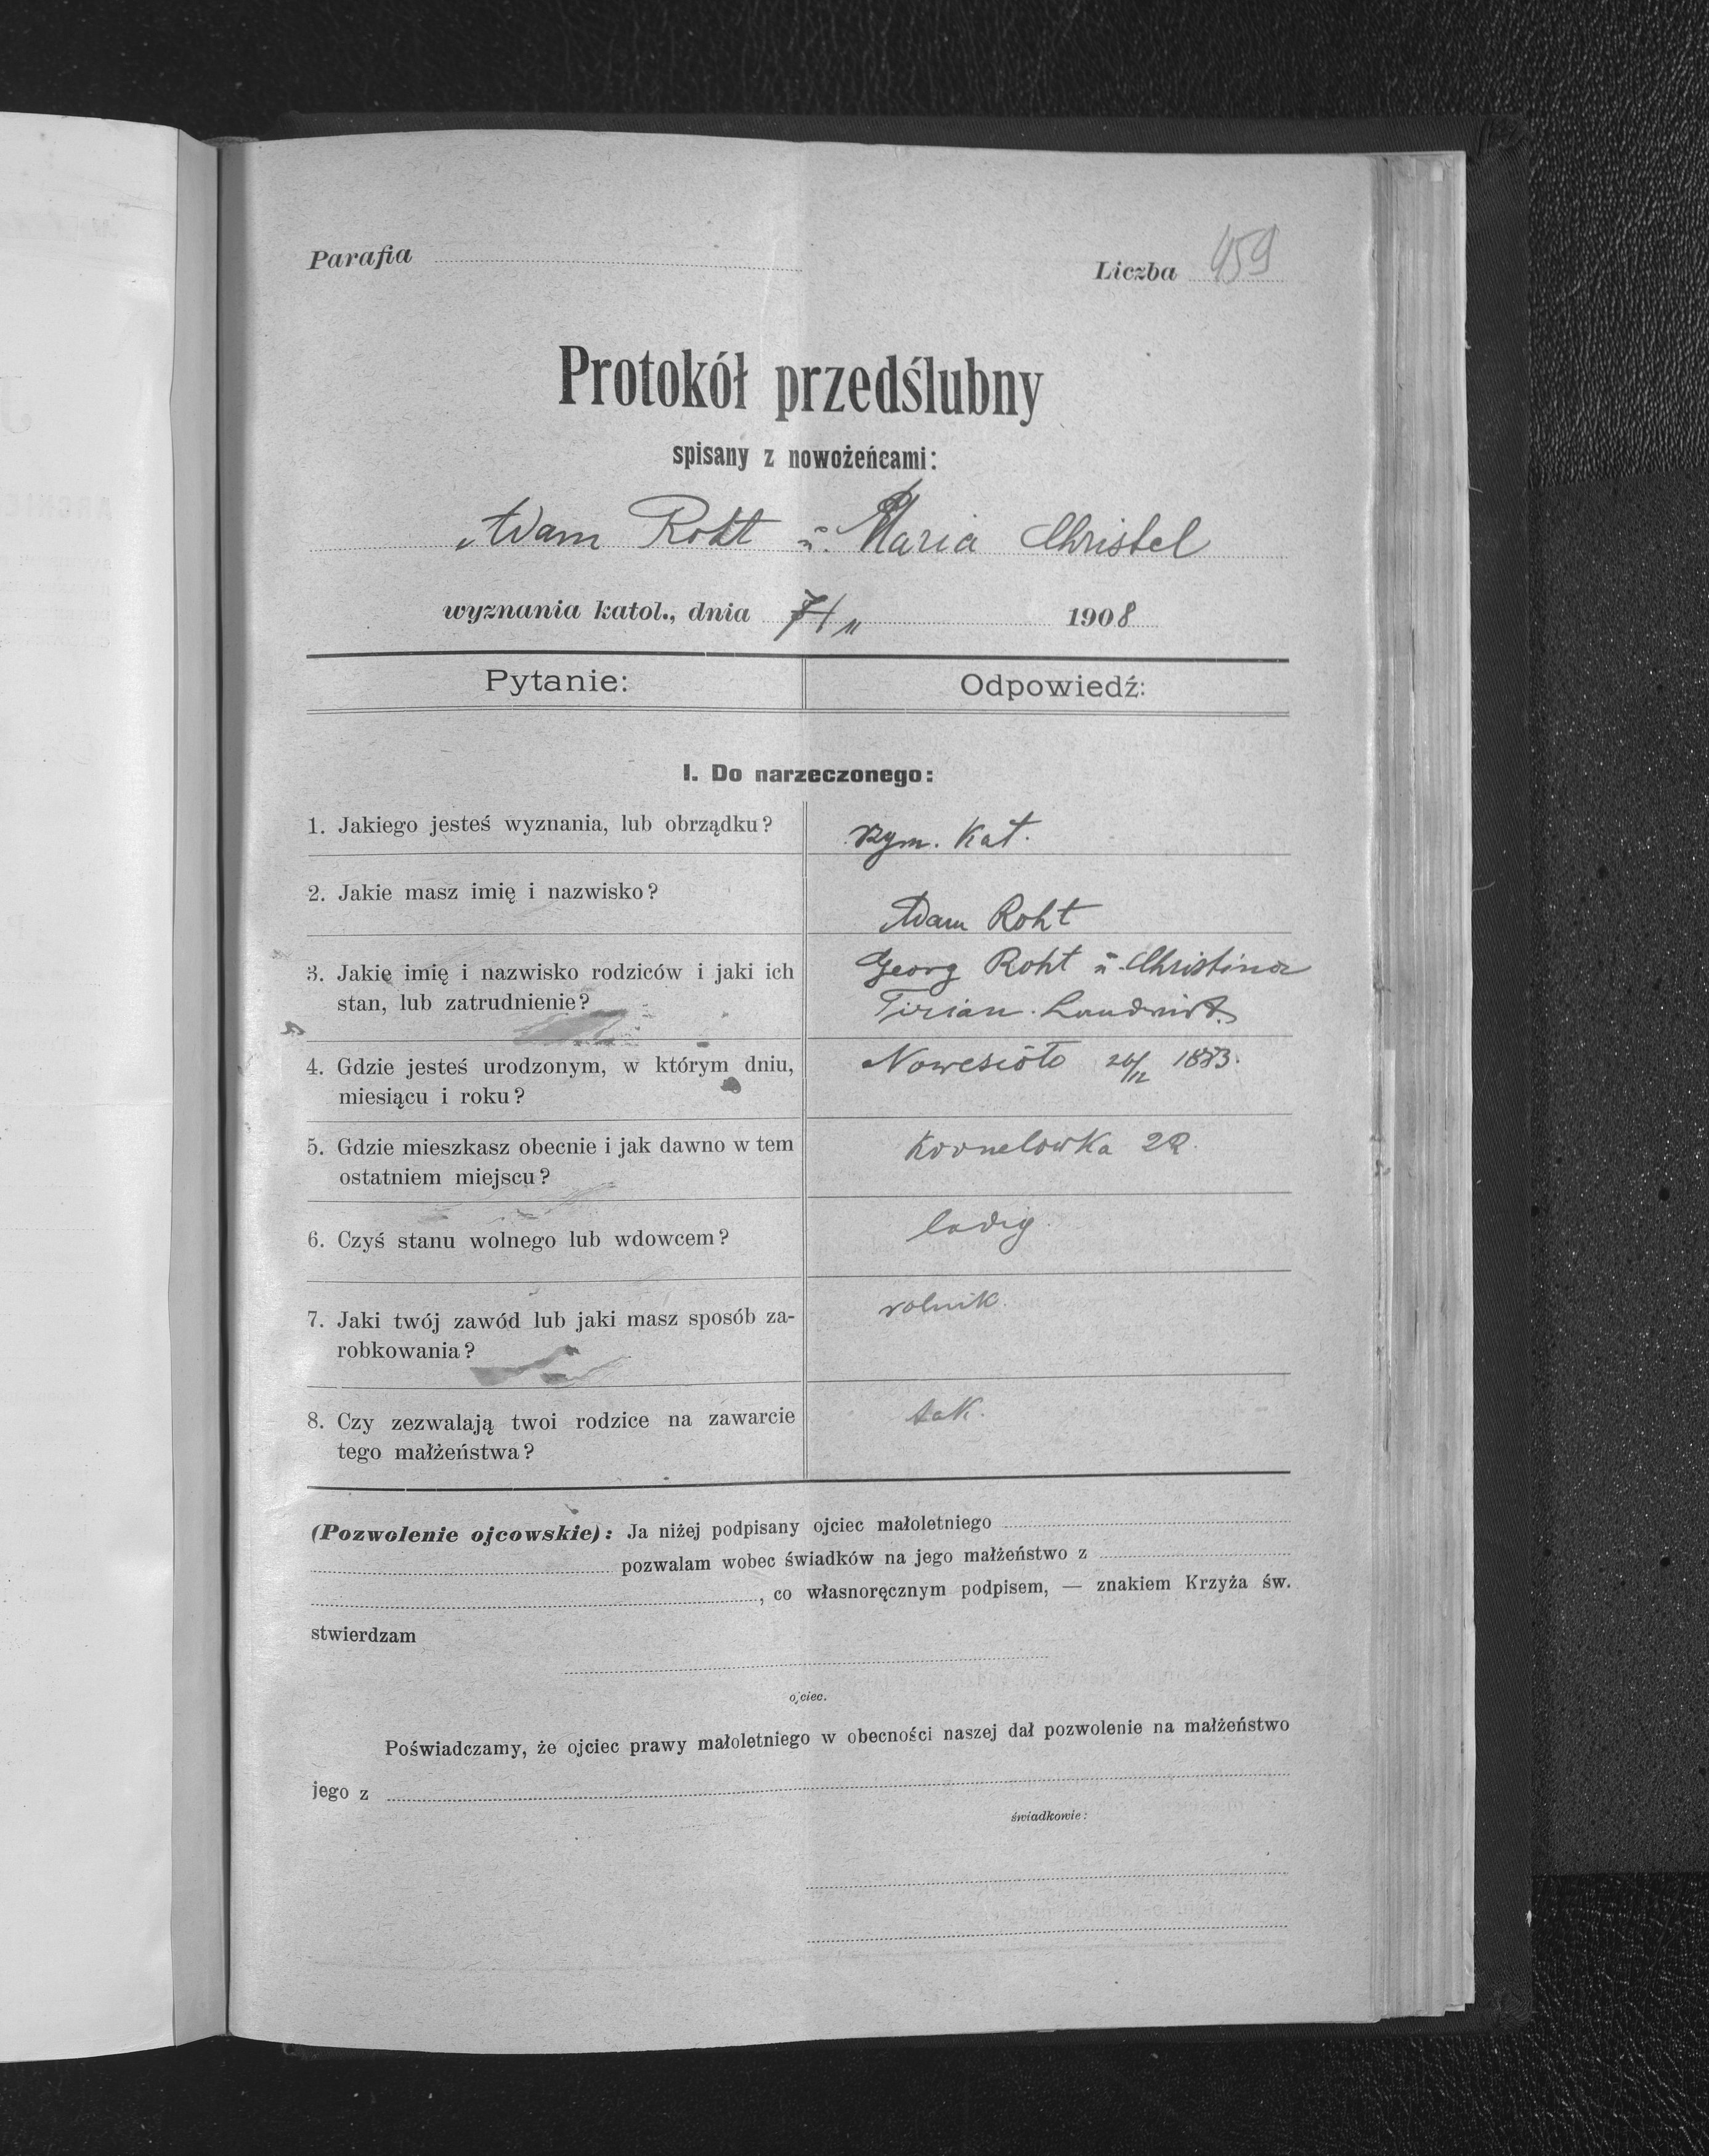 Parafia
Liczba 459
Protokół przedślubny
spisany z nowożeńcami:
Adam Roht u. Maria Christel
wyznania katol., dnia 7/11 1908
Pytanie:
Odpowiedź:
I. Do narzeczonego:
1. Jakiego jesteś wyznania, lub obrządku?
rzym. Kat.
2. Jakie masz imię i nazwisko?
Adam Roht
3. Jakie imię i nazwisko rodziców i jaki ich
stan, lub zatrudnienie?
Georg Roht u. Christina
Tirian. Landwirt
4. Gdzie jesteś urodzonym, w którym dniu,
miesiącu i roku?
Nowesioło 1883.
5. Gdzie mieszkasz obecnie i jak dawno w tem
ostatniem miejscu?
Kornelowka 22.
6. Czyś stanu wolnego lub wdowcem?
ledig
7. Jaki twój zawód lub jaki masz sposób za-
robkowania?
rolnik
8. Czy zezwalają twoi rodzice na zawarcie
tego małżeństwa?
tak.
(Pozwolenie ojcowskie): Ja niżej podpisany ojciec małoletniego
pozwalam wobec świadków na jego małżeństwo z
, co własnoręcznym podpisem, — znakiem Krzyża św.
stwierdzam
ojciec.
Poświadczamy, że ojciec prawy małoletniego w obecności naszej dał pozwolenie na małżeństwo
jego z
świadkowie: